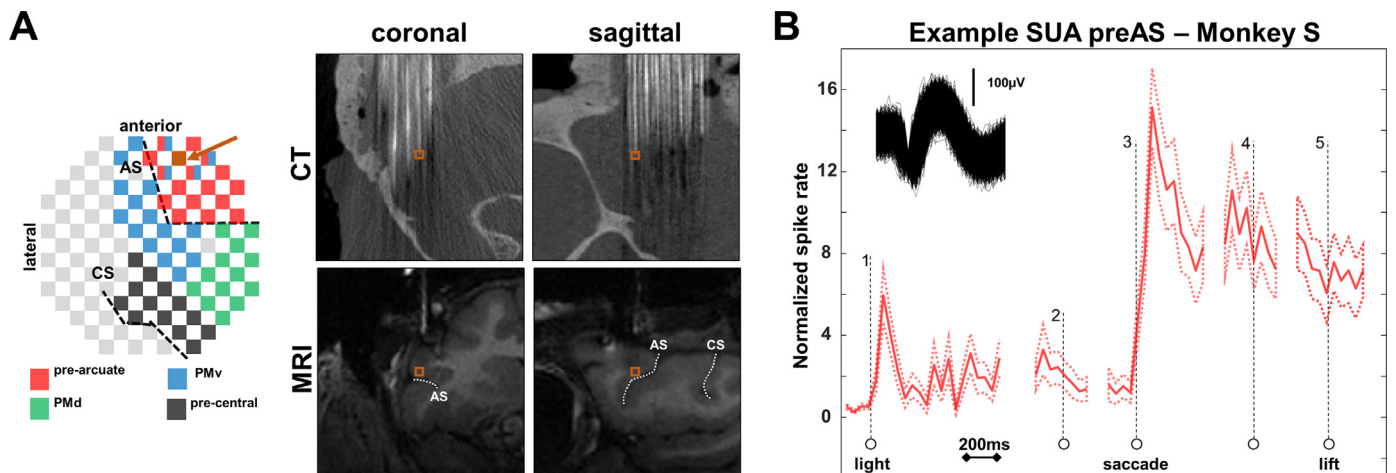 A
anterior
AS
lateral
CS
pre-arcuate
PMv
PMd
pre-central
coronal
sagittal
CT
MRI
AS
AS
CS
B
Example SUA preAS – Monkey S
Normalized spike rate
16
12
8
4
0
100µV
1
2
3
4
5
200ms
light
saccade
lift